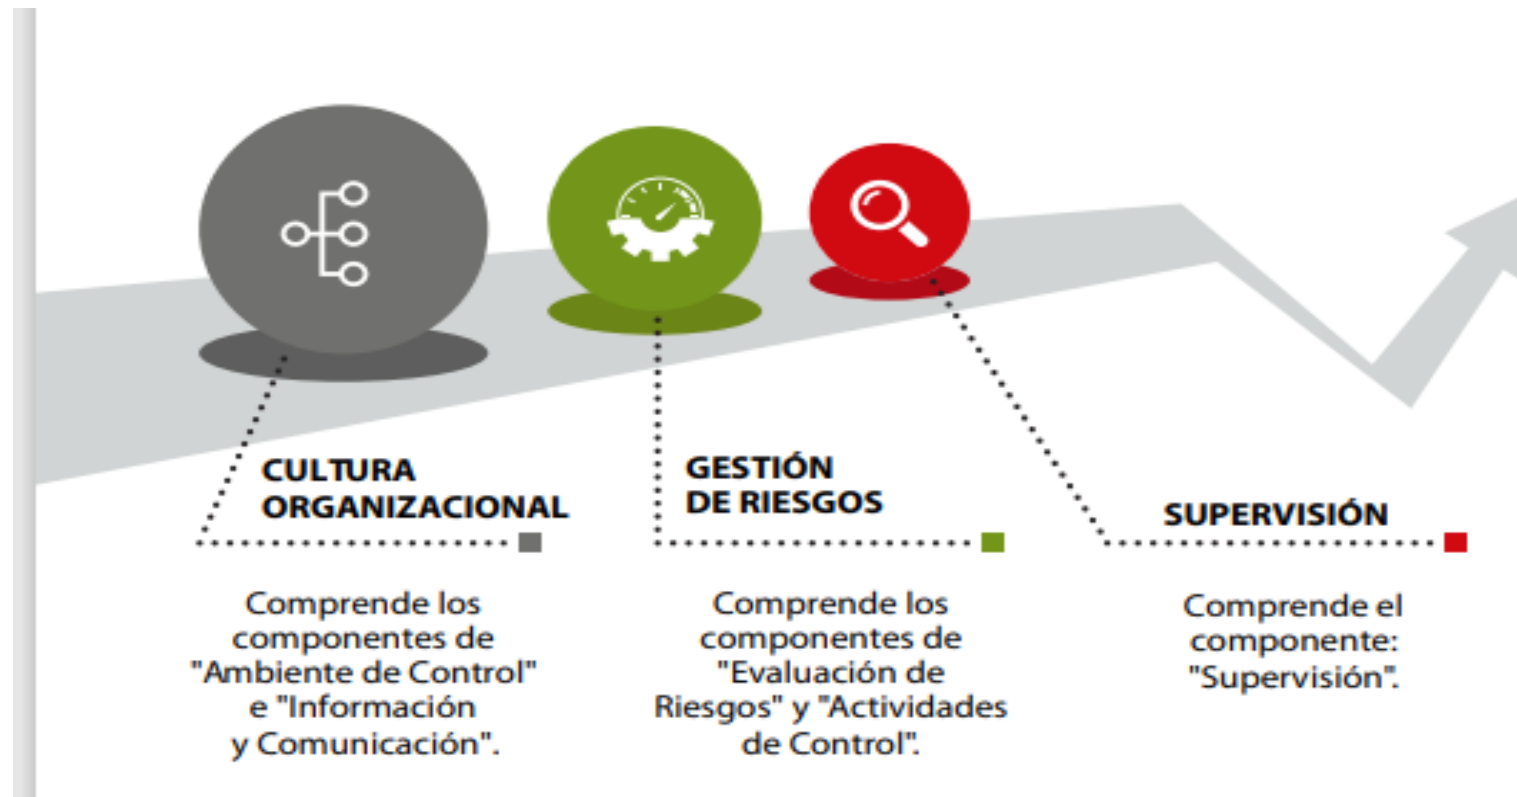 CULTURA
ORGANIZACIONAL
Comprende los
componentes de
"Ambiente de Control"
e "Información
y Comunicación".
GESTIÓN
DE RIESGOS
Comprende los
componentes de
"Evaluación de
Riesgos" y "Actividades
de Control".
SUPERVISIÓN
Comprende el
componente:
"Supervisión".